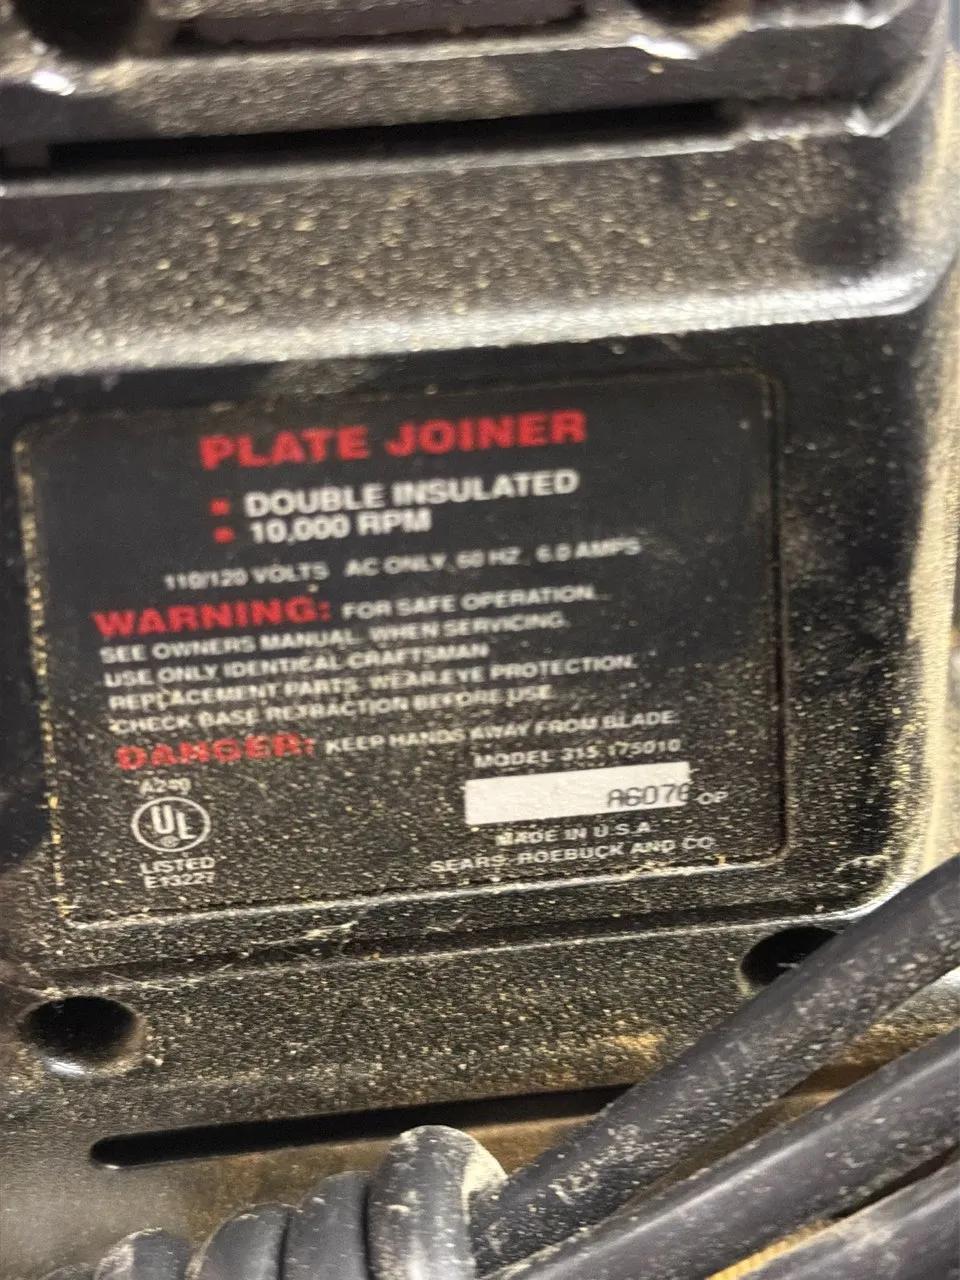 PLATE JOINER
DOUBLE INSULATED
10,000 RPM
110/120 VOLTS AC ONLY, 60 HZ, 6.0 AMPS
WARNING: FOR SAFE OPERATION
SEE OWNERS MANUAL. WHEN SERVICING,
USE ONLY IDENTICAL CRAFTSMAN
REPLACEMENT PARTS. WEAR EYE PROTECTION.
CHECK BASE RETRACTION BEFORE USE.
DANGER: KEEP HANDS AWAY FROM BLADE.
MODEL 315.175010
A6076 OP
UL
LISTED
E13227
MADE IN U.S.A.
SEARS, ROEBUCK AND CO.